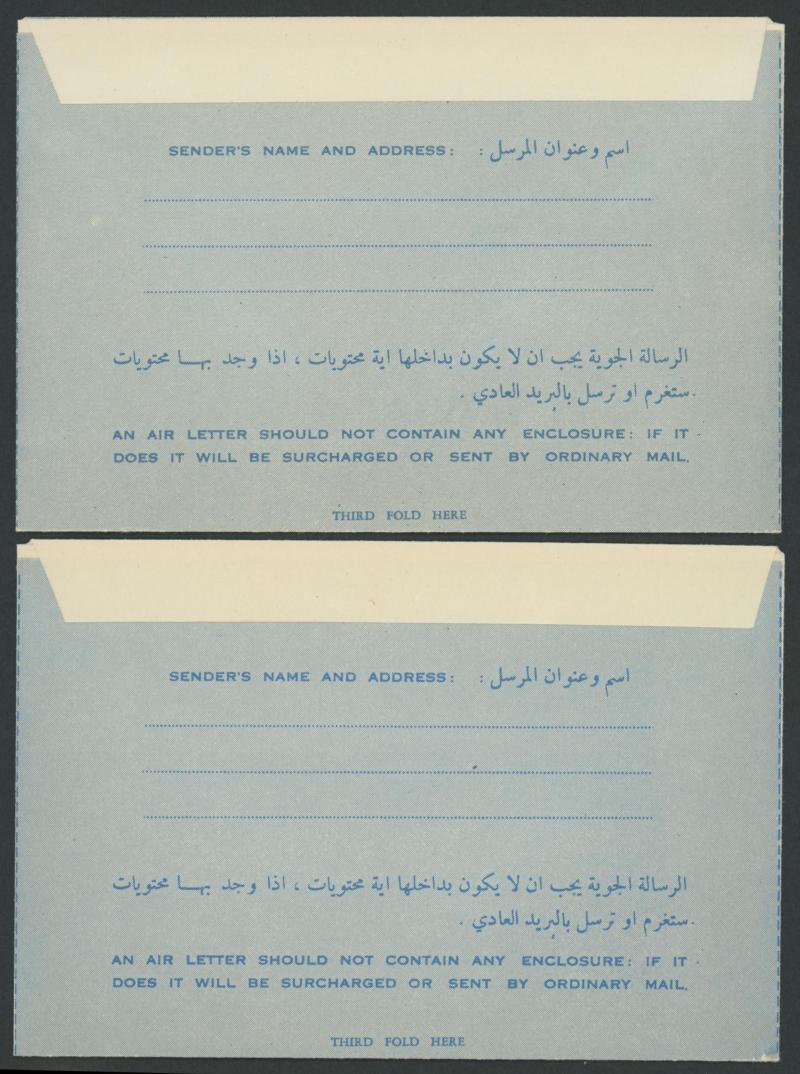 SENDER'S NAME AND ADDRESS: اسم وعنوان المرسل :
الرسالة الجوية يجب ان لا يكون بداخلها اية محتويات ، اذا وجد بهـا محتويات
ستغرم او ترسل بالبريد العادي .
AN AIR LETTER SHOULD NOT CONTAIN ANY ENCLOSURE: IF IT
DOES IT WILL BE SURCHARGED OR SENT BY ORDINARY MAIL.
THIRD FOLD HERE
SENDER'S NAME AND ADDRESS: اسم وعنوان المرسل :
الرسالة الجوية يجب ان لا يكون بداخلها اية محتويات ، اذا وجد بهـا محتويات
ستغرم او ترسل بالبريد العادي .
AN AIR LETTER SHOULD NOT CONTAIN ANY ENCLOSURE: IF IT
DOES IT WILL BE SURCHARGED OR SENT BY ORDINARY MAIL.
THIRD FOLD HERE